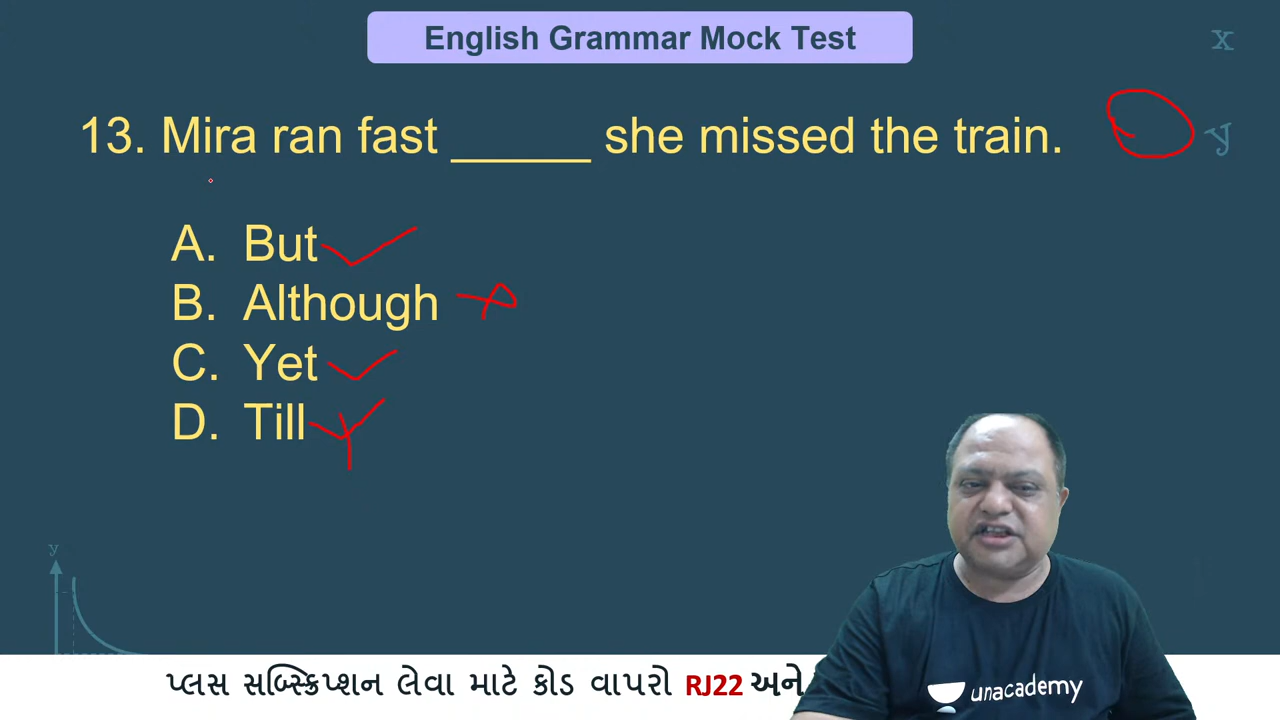 English Grammar Mock Test
x
13. Mira ran fast _____ she missed the train.
y
A. But
B. Although
C. Yet
D. Till
y
પ્લસ સબ્સ્ક્રિપ્શન લેવા માટે કોડ વાપરો RJ22 અને
unacademy